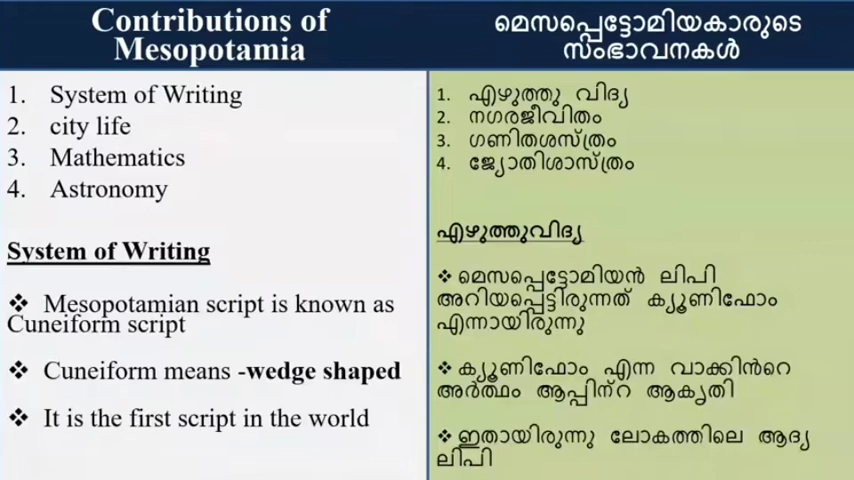 Contributions of
Mesopotamia
1. System of Writing
2. city life
3. Mathematics
4. Astronomy
System of Writing
❖ Mesopotamian script is known as
Cuneiform script
❖ Cuneiform means -wedge shaped
❖ It is the first script in the world
മെസപ്പെട്ടോമിയകാരുടെ
സംഭാവനകൾ
1. എഴുത്തു വിദ്യ
2. നഗരജീവിതം
3. ഗണിതശസ്ത്രം
4. ജ്യോതിശാസ്ത്രം
എഴുത്തുവിദ്യ
❖ മെസപ്പെട്ടോമിയൻ ലിപി
അറിയപ്പെട്ടിരുന്നത് ക്യൂണിഫോം
എന്നായിരുന്നു
❖ ക്യൂണിഫോം എന്ന വാക്കിൻറെ
അർത്ഥം ആപ്പിന്റ ആകൃതി
❖ ഇതായിരുന്നു ലോകത്തിലെ ആദ്യ
ലിപി